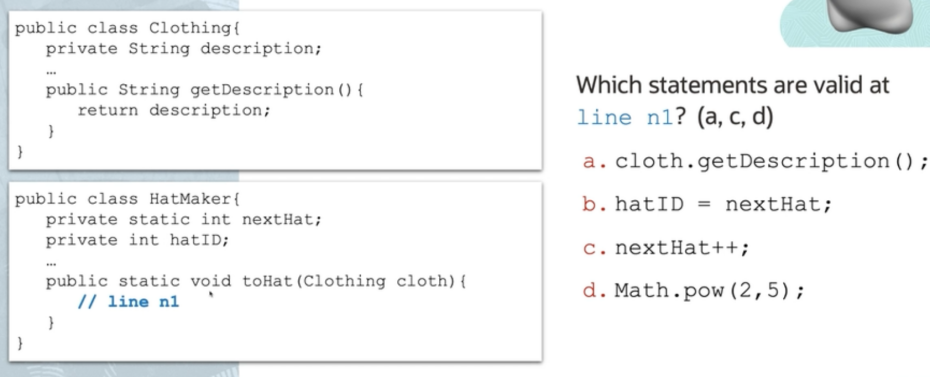 public class Clothing{
private String description;
…
public String getDescription(){
return description;
}
}
public class HatMaker{
private static int nextHat;
private int hatID;
…
public static void toHat(Clothing cloth){
// line n1
}
}
Which statements are valid at
line n1? (a, c, d)
a. cloth.getDescription();
b. hatID = nextHat;
c. nextHat++;
d. Math.pow(2,5);